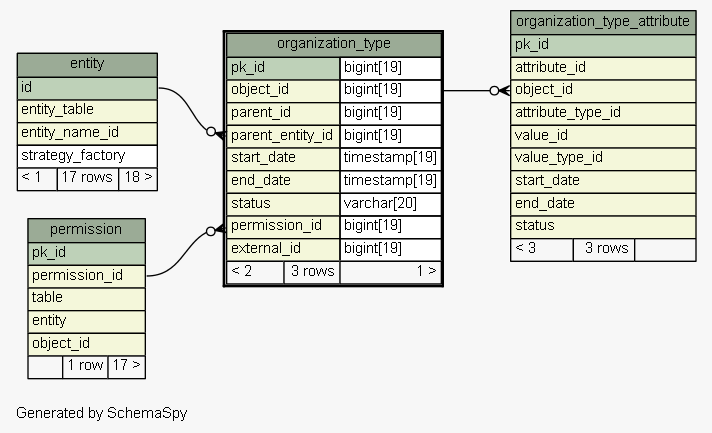 entity
id
entity_table
entity_name_id
strategy_factory
< 1 17 rows 18 >
permission
pk_id
permission_id
table
entity
object_id
1 row 17 >
organization_type
pk_id bigint[19]
object_id bigint[19]
parent_id bigint[19]
parent_entity_id bigint[19]
start_date timestamp[19]
end_date timestamp[19]
status varchar[20]
permission_id bigint[19]
external_id bigint[19]
< 2 3 rows 1 >
organization_type_attribute
pk_id
attribute_id
object_id
attribute_type_id
value_id
value_type_id
start_date
end_date
status
< 3 3 rows
Generated by SchemaSpy